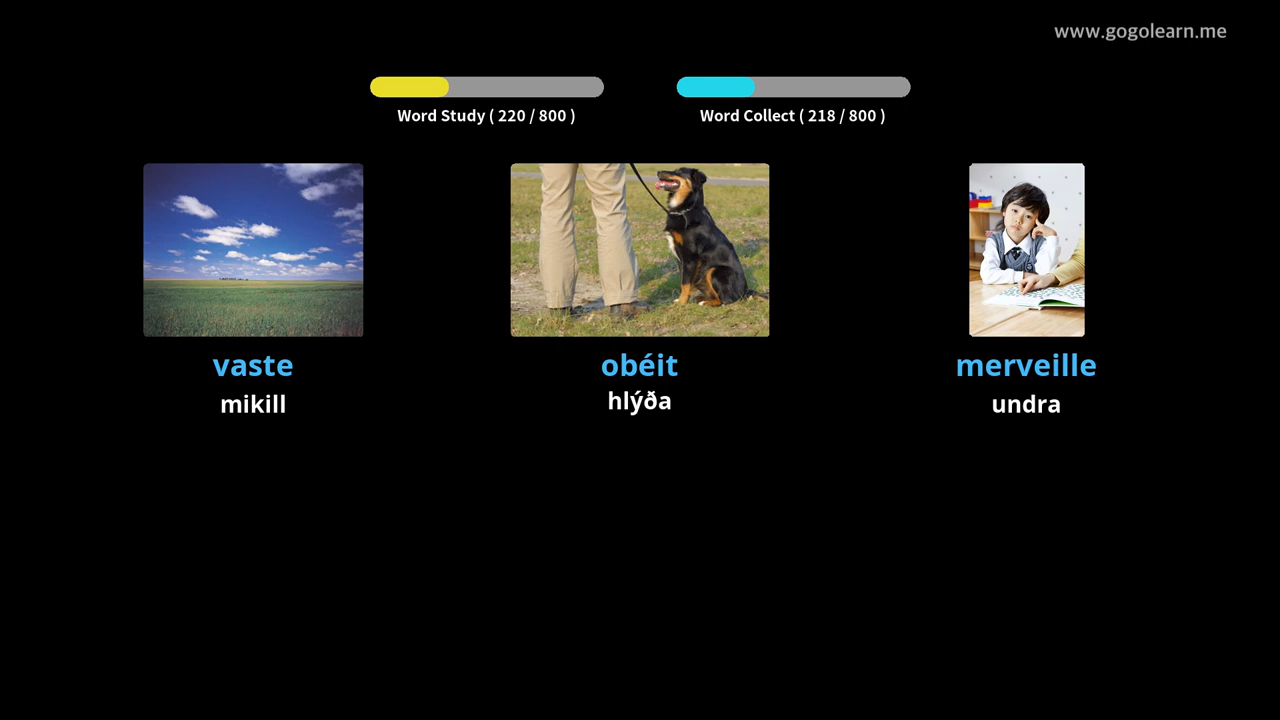 www.gogolearn.me
Word Study ( 220 / 800 )
Word Collect ( 218 / 800 )
vaste
obéit
merveille
mikill
hlýða
undra